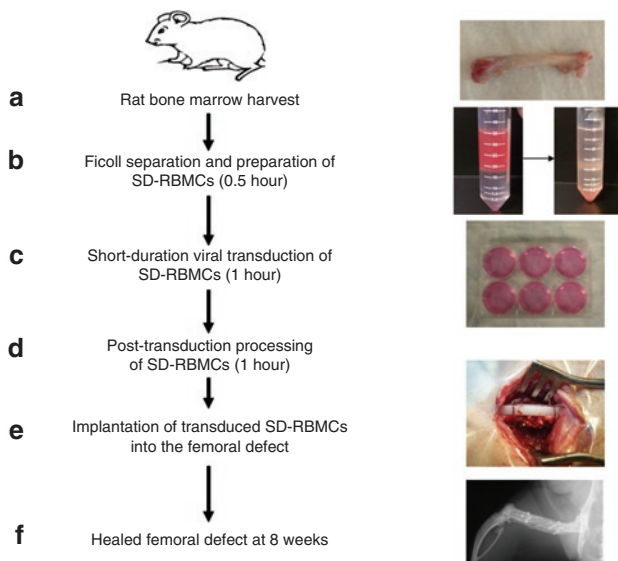 a
Rat bone marrow harvest
b
Ficoll separation and preparation of
SD-RBMCs (0.5 hour)
c
Short-duration viral transduction of
SD-RBMCs (1 hour)
d
Post-transduction processing
of SD-RBMCs (1 hour)
e
Implantation of transduced SD-RBMCs
into the femoral defect
f
Healed femoral defect at 8 weeks